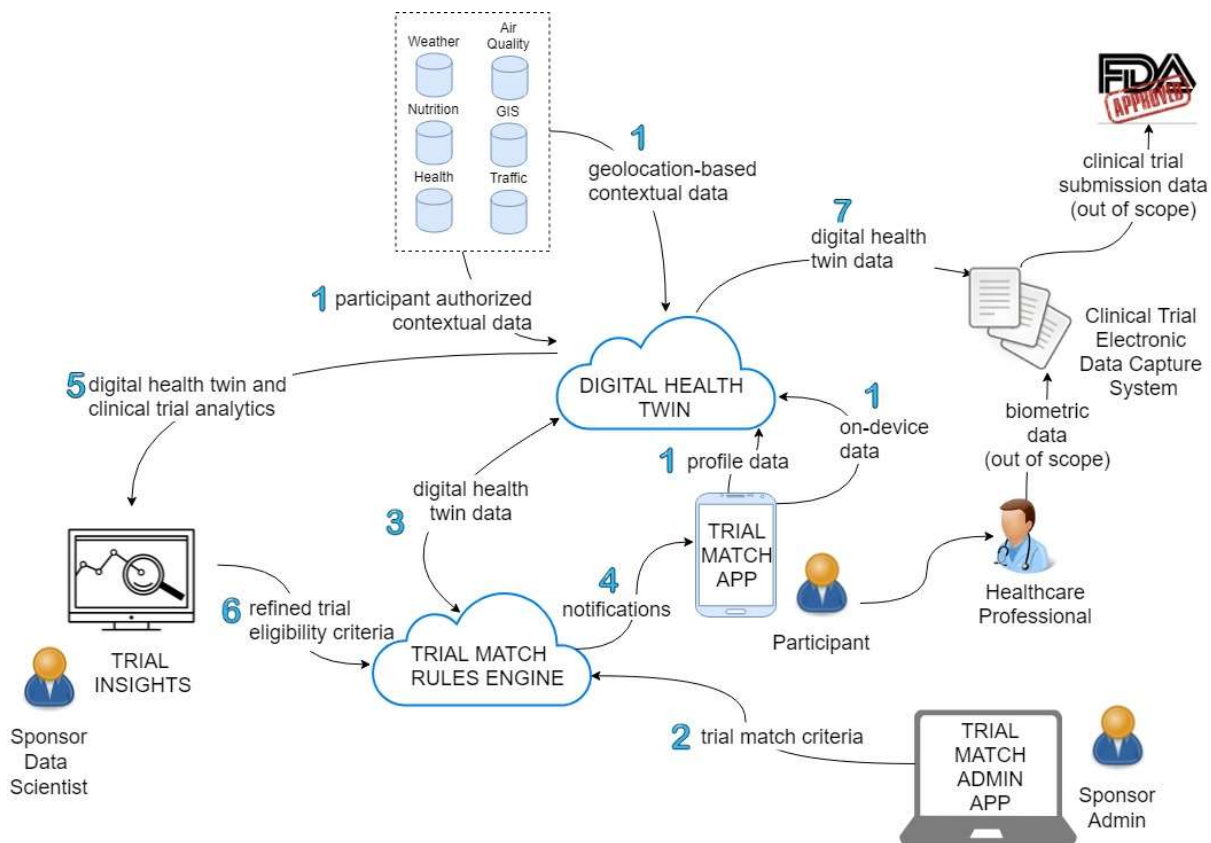 Weather
Air
Quality
Nutrition
GIS
Health
Traffic
FDA
APPROVED
1
geolocation-based
contextual data
clinical trial
submission data
(out of scope)
7
digital health
twin data
1 participant authorized
contextual data
Clinical Trial
Electronic
Data Capture
System
5 digital health twin and
clinical trial analytics
DIGITAL HEALTH
TWIN
1
on-device
data
biometric
data
(out of scope)
1 profile data
digital health
twin data
3
TRIAL
MATCH
APP
4
notifications
Participant
Healthcare
Professional
6 refined trial
eligibility criteria
TRIAL
INSIGHTS
TRIAL MATCH
RULES ENGINE
Sponsor
Data
Scientist
2 trial match criteria
TRIAL
MATCH
ADMIN
APP
Sponsor
Admin